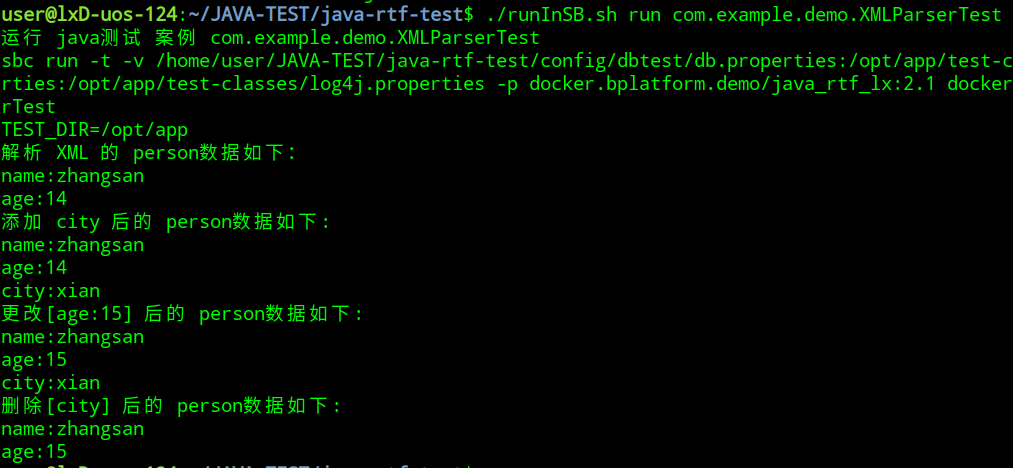 user@lxD-uos-124:~/JAVA-TEST/java-rtf-test$ ./runInSB.sh run com.example.demo.XMLParserTest
运行 java测试 案例 com.example.demo.XMLParserTest
sbc run -t -v /home/user/JAVA-TEST/java-rtf-test/config/dbtest/db.properties:/opt/app/test-c
rties:/opt/app/test-classes/log4j.properties -p docker.bplatform.demo/java_rtf_lx:2.1 docker
rTest
TEST_DIR=/opt/app
解析 XML 的 person数据如下:
name:zhangsan
age:14
添加 city 后的 person数据如下:
name:zhangsan
age:14
city:xian
更改[age:15] 后的 person数据如下:
name:zhangsan
age:15
city:xian
删除[city] 后的 person数据如下:
name:zhangsan
age:15